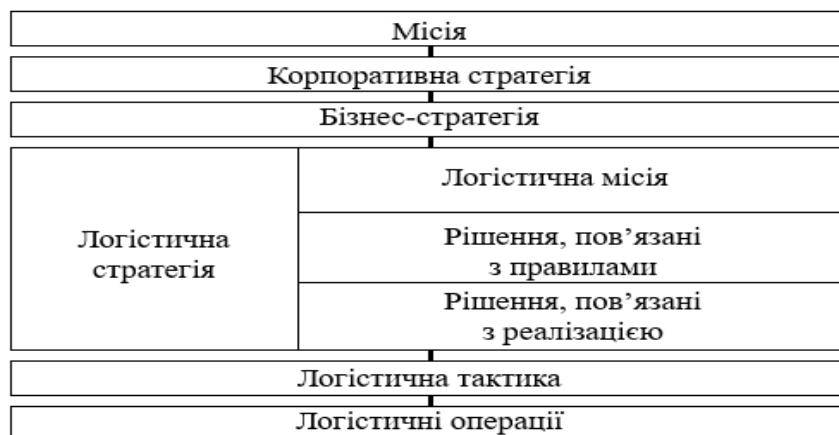 Місія
Корпоративна стратегія
Бізнес-стратегія
Логістична
стратегія
Логістична місія
Рішення, пов’язані
з правилами
Рішення, пов’язані
з реалізацією
Логістична тактика
Логістичні операції